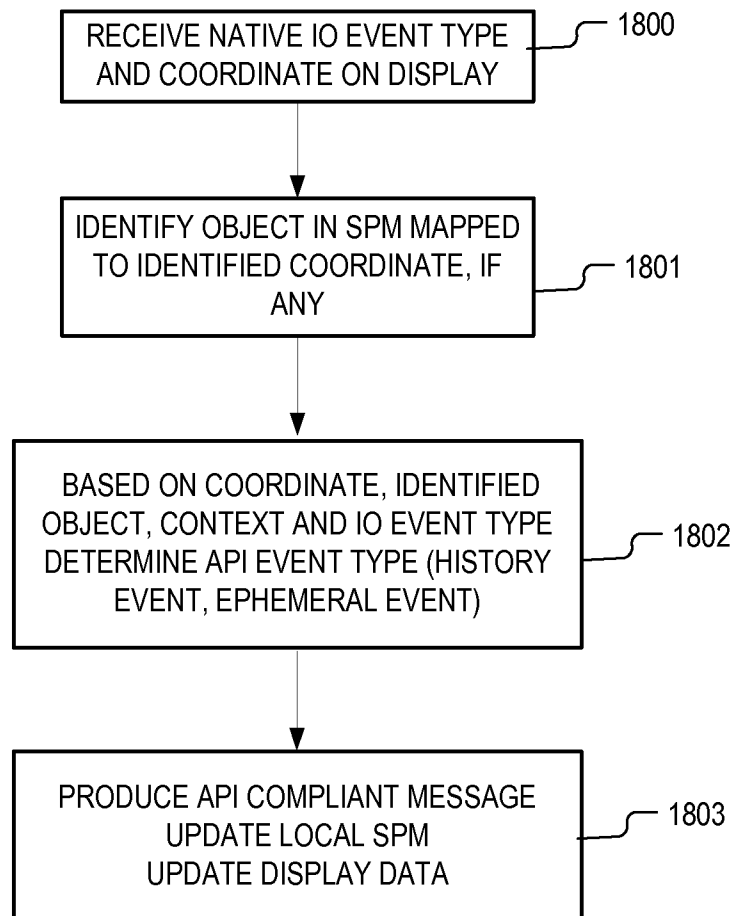 RECEIVE NATIVE IO EVENT TYPE
AND COORDINATE ON DISPLAY
1800
IDENTIFY OBJECT IN SPM MAPPED
TO IDENTIFIED COORDINATE, IF
ANY
1801
BASED ON COORDINATE, IDENTIFIED
OBJECT, CONTEXT AND IO EVENT TYPE
DETERMINE API EVENT TYPE (HISTORY
EVENT, EPHEMERAL EVENT)
1802
PRODUCE API COMPLIANT MESSAGE
UPDATE LOCAL SPM
UPDATE DISPLAY DATA
1803